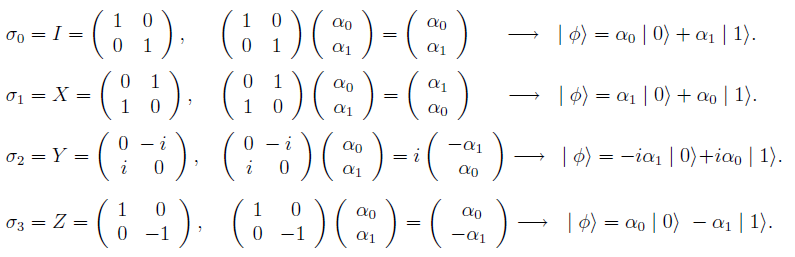 σ₀ = I = ( 1 0 ; 0 1 ), ( 1 0 ; 0 1 ) ( α₀ ; α₁ ) = ( α₀ ; α₁ ) ⟶ | ϕ⟩ = α₀ | 0⟩ + α₁ | 1⟩.
σ₁ = X = ( 0 1 ; 1 0 ), ( 0 1 ; 1 0 ) ( α₀ ; α₁ ) = ( α₁ ; α₀ ) ⟶ | ϕ⟩ = α₁ | 0⟩ + α₀ | 1⟩.
σ₂ = Y = ( 0 −i ; i 0 ), ( 0 −i ; i 0 ) ( α₀ ; α₁ ) = i ( −α₁ ; α₀ ) ⟶ | ϕ⟩ = −iα₁ | 0⟩+iα₀ | 1⟩.
σ₃ = Z = ( 1 0 ; 0 −1 ), ( 1 0 ; 0 −1 ) ( α₀ ; α₁ ) = ( α₀ ; −α₁ ) ⟶ | ϕ⟩ = α₀ | 0⟩ − α₁ | 1⟩.